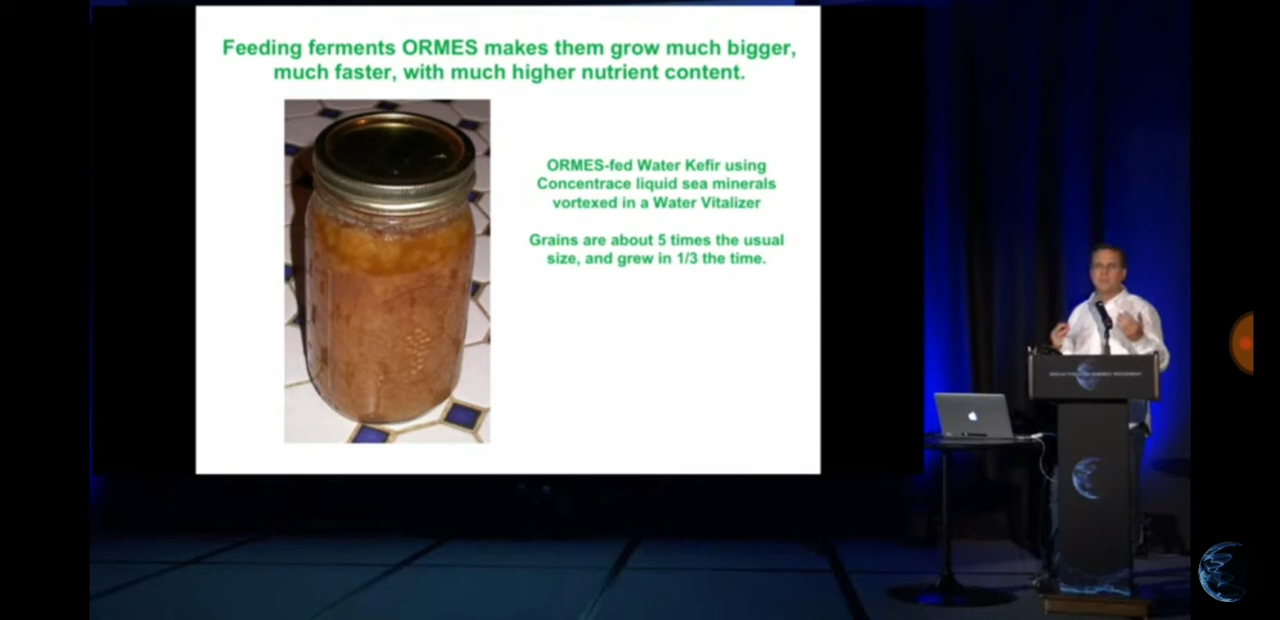 Feeding ferments ORMES makes them grow much bigger,
much faster, with much higher nutrient content.
ORMES-fed Water Kefir using
Concentrace liquid sea minerals
vortexed in a Water Vitalizer
Grains are about 5 times the usual
size, and grew in 1/3 the time.